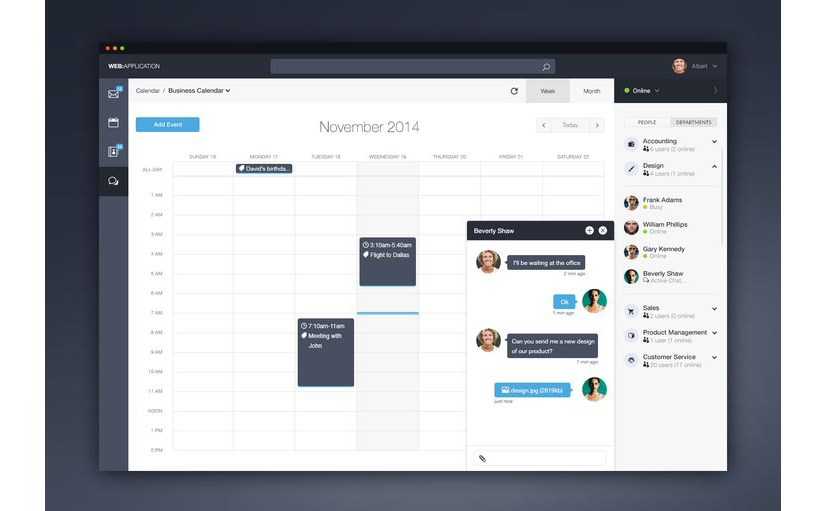 WEB:APPLICATION
Albert
Calendar / Business Calendar
Week
Month
Online
Add Event
November 2014
Today
PEOPLE
DEPARTMENTS
SUNDAY 16
MONDAY 17
TUESDAY 18
WEDNESDAY 19
THURSDAY 20
FRIDAY 21
SATURDAY 22
ALL-DAY
David's birthda...
1 AM
2 AM
3 AM
4 AM
5 AM
6 AM
7 AM
8 AM
9 AM
10 AM
11 AM
NOON
1 PM
2 PM
3:10am-5:40am
Flight to Dallas
7:10am-11am
Meeting with
John
Beverly Shaw
I'll be waiting at the office
2 min ago
Ok
1 min ago
Can you send me a new design
of our product?
1 min ago
design.jpg (2619kb)
just now
Accounting
6 users (2 online)
Design
4 users (1 online)
Frank Adams
Busy
William Phillips
Online
Gary Kennedy
Online
Beverly Shaw
Active Chat...
Sales
2 users (0 online)
Product Management
1 user (1 online)
Customer Service
20 users (17 online)